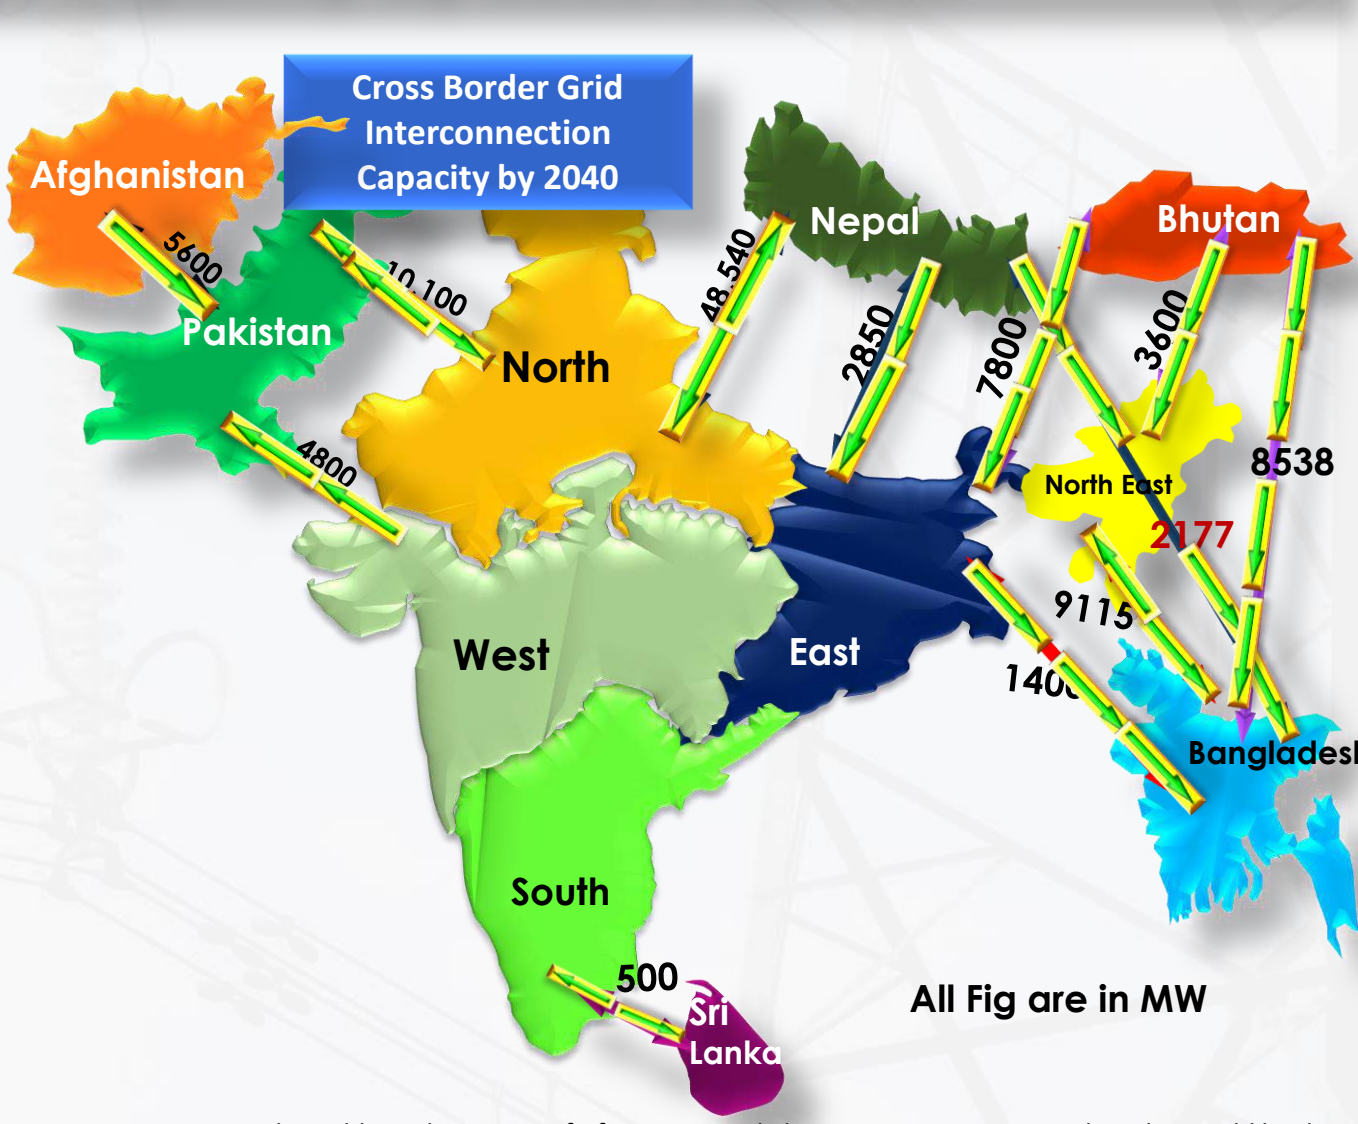 Cross Border Grid
Interconnection
Capacity by 2040
Afghanistan
5600
Pakistan
10,100
4800
North
48,540
Nepal
2850
7800
Bhutan
3600
8538
North East
2177
9115
West
East
Bangladesh
South
500
Sri
Lanka
All Fig are in MW